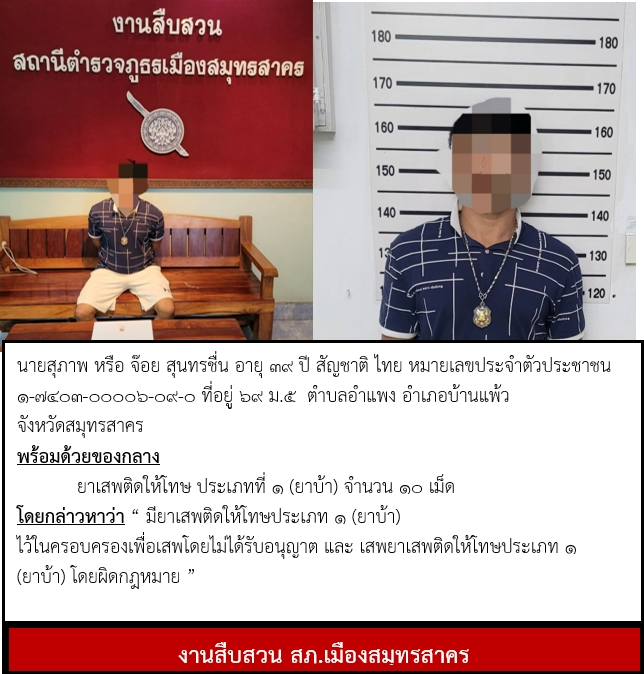 งานสืบสวน
สถานีตำรวจภูธรเมืองสมุทรสาคร
180 180
170 170
160 160
150 150
140 140
130
120
นายสุภาพ หรือ จ๊อย สุนทรชื่น อายุ ๓๙ ปี สัญชาติ ไทย หมายเลขประจำตัวประชาชน
๑-๗๔๐๓-๐๐๐๐๖-๐๙-๐ ที่อยู่ ๖๙ ม.๕ ตำบลอำแพง อำเภอบ้านแพ้ว
จังหวัดสมุทรสาคร
พร้อมด้วยของกลาง
ยาเสพติดให้โทษ ประเภทที่ ๑ (ยาบ้า) จำนวน ๑๐ เม็ด
โดยกล่าวหาว่า “ มียาเสพติดให้โทษประเภท ๑ (ยาบ้า)
ไว้ในครอบครองเพื่อเสพโดยไม่ได้รับอนุญาต และ เสพยาเสพติดให้โทษประเภท ๑
(ยาบ้า) โดยผิดกฎหมาย ”
งานสืบสวน สภ.เมืองสมุทรสาคร